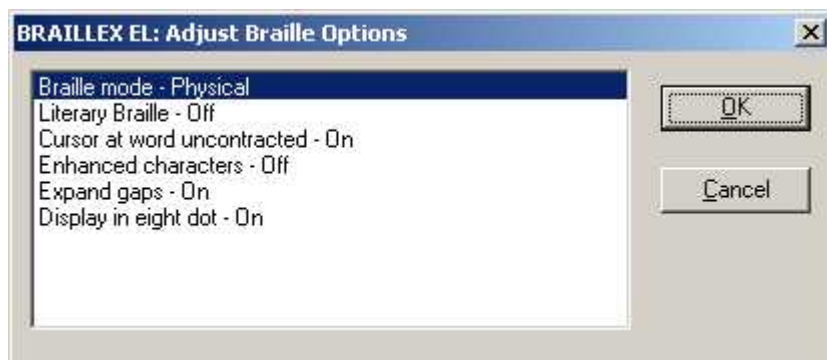 BRAILLEX EL: Adjust Braille Options
Braille mode - Physical
Literary Braille - Off
Cursor at word uncontracted - On
Enhanced characters - Off
Expand gaps - On
Display in eight dot - On
OK
Cancel